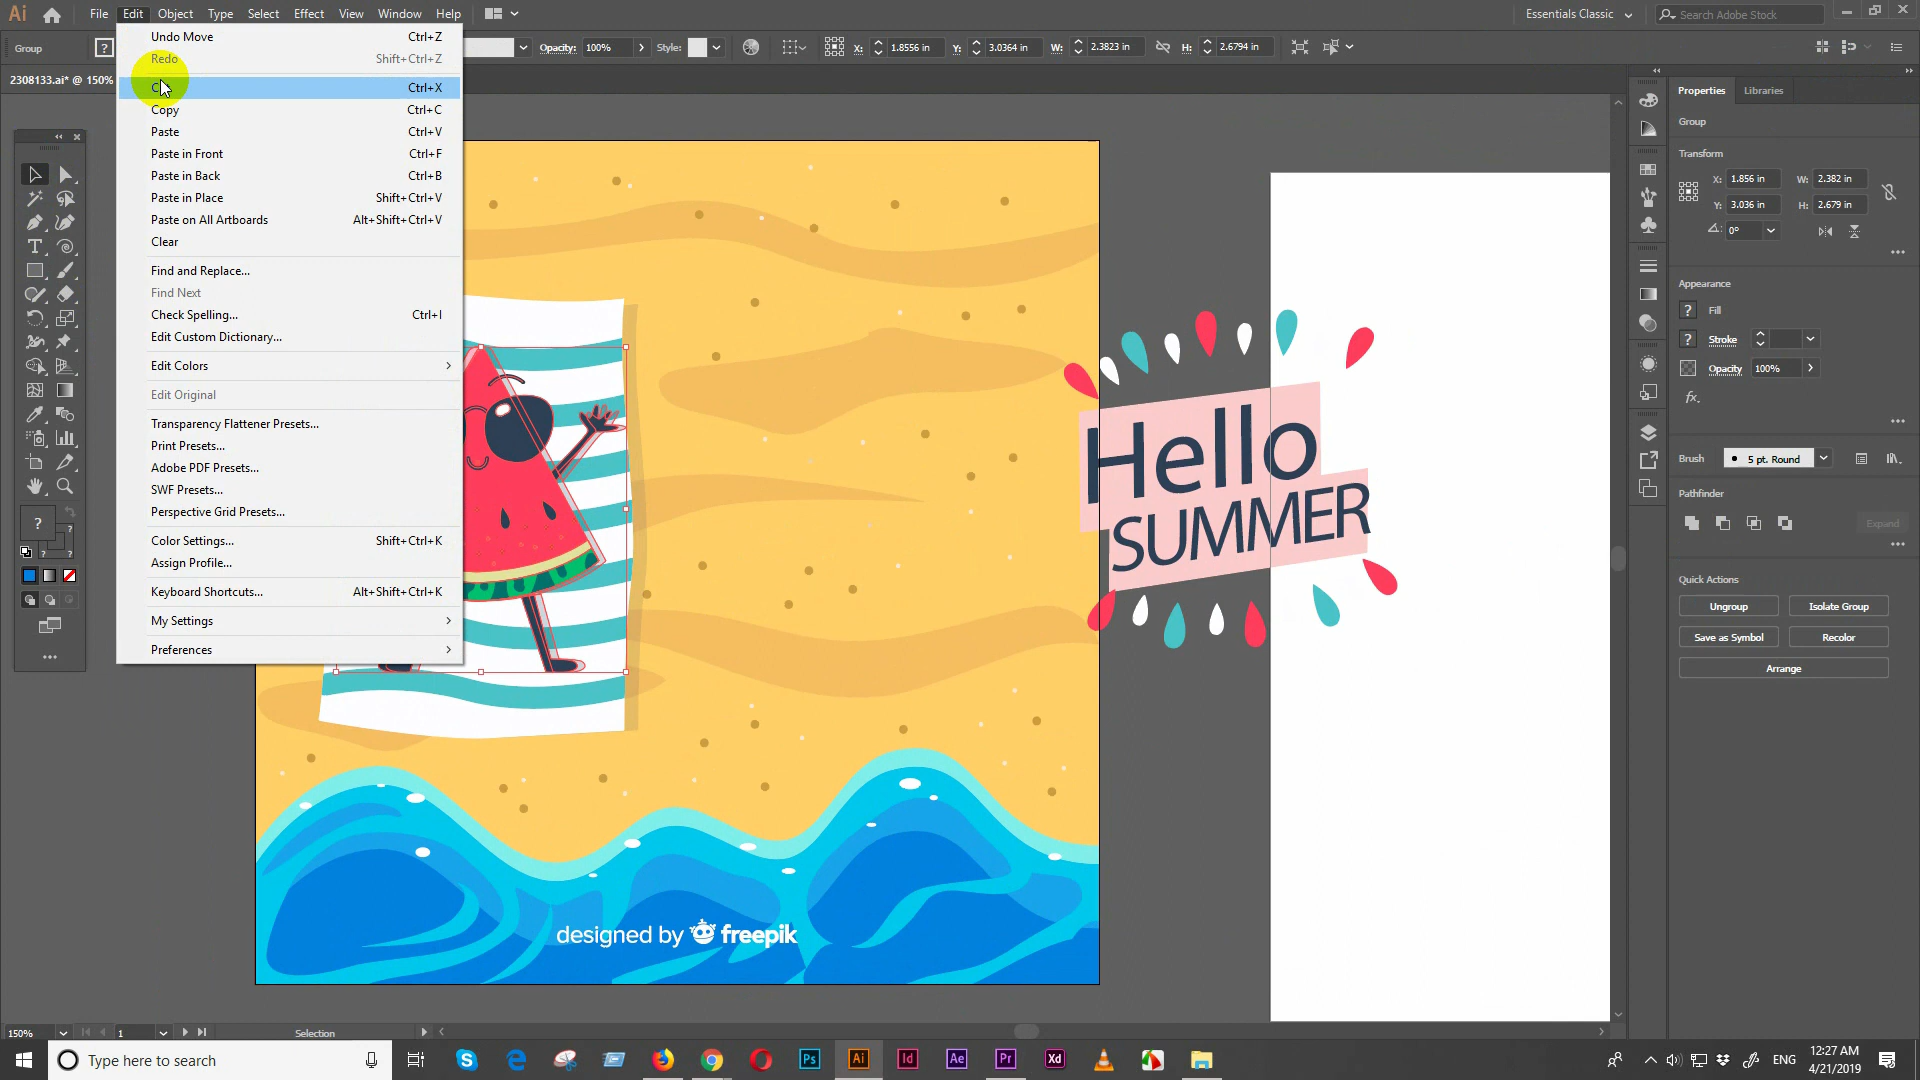 Ai File Edit Object Type Select Effect View Window Help Essentials Classic Search Adobe Stock
Group ? Opacity: 100% Style: X: 1.8556 in Y: 3.0364 in W: 2.3823 in H: 2.6794 in
2308133.ai* @ 150%
Undo Move Ctrl+Z
Redo Shift+Ctrl+Z
Ctrl+X
Copy Ctrl+C
Paste Ctrl+V
Paste in Front Ctrl+F
Paste in Back Ctrl+B
Paste in Place Shift+Ctrl+V
Paste on All Artboards Alt+Shift+Ctrl+V
Clear
Find and Replace...
Find Next
Check Spelling... Ctrl+I
Edit Custom Dictionary...
Edit Colors
Edit Original
Transparency Flattener Presets...
Print Presets...
Adobe PDF Presets...
SWF Presets...
Perspective Grid Presets...
Color Settings... Shift+Ctrl+K
Assign Profile...
Keyboard Shortcuts... Alt+Shift+Ctrl+K
My Settings
Preferences
Hello
SUMMER
designed by freepik
Properties Libraries
Group
Transform
X: 1.856 in W: 2.382 in
Y: 3.036 in H: 2.679 in
0°
Appearance
? Fill
? Stroke
Opacity 100%
fx.
Brush 5 pt. Round
Pathfinder
Expand
Quick Actions
Ungroup Isolate Group
Save as Symbol Recolor
Arrange
150% 1 Selection
Type here to search Ps Ai Id Ae Pr Xd ENG 12:27 AM
4/21/2019